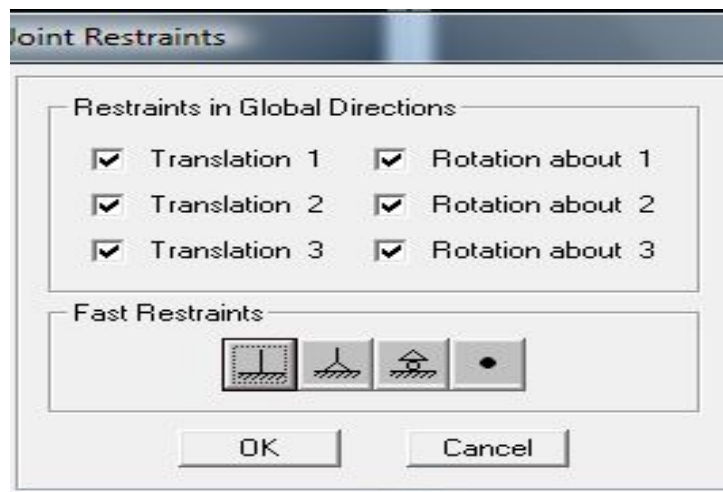 Joint Restraints
Restraints in Global Directions
Translation 1 Rotation about 1
Translation 2 Rotation about 2
Translation 3 Rotation about 3
Fast Restraints
OK Cancel